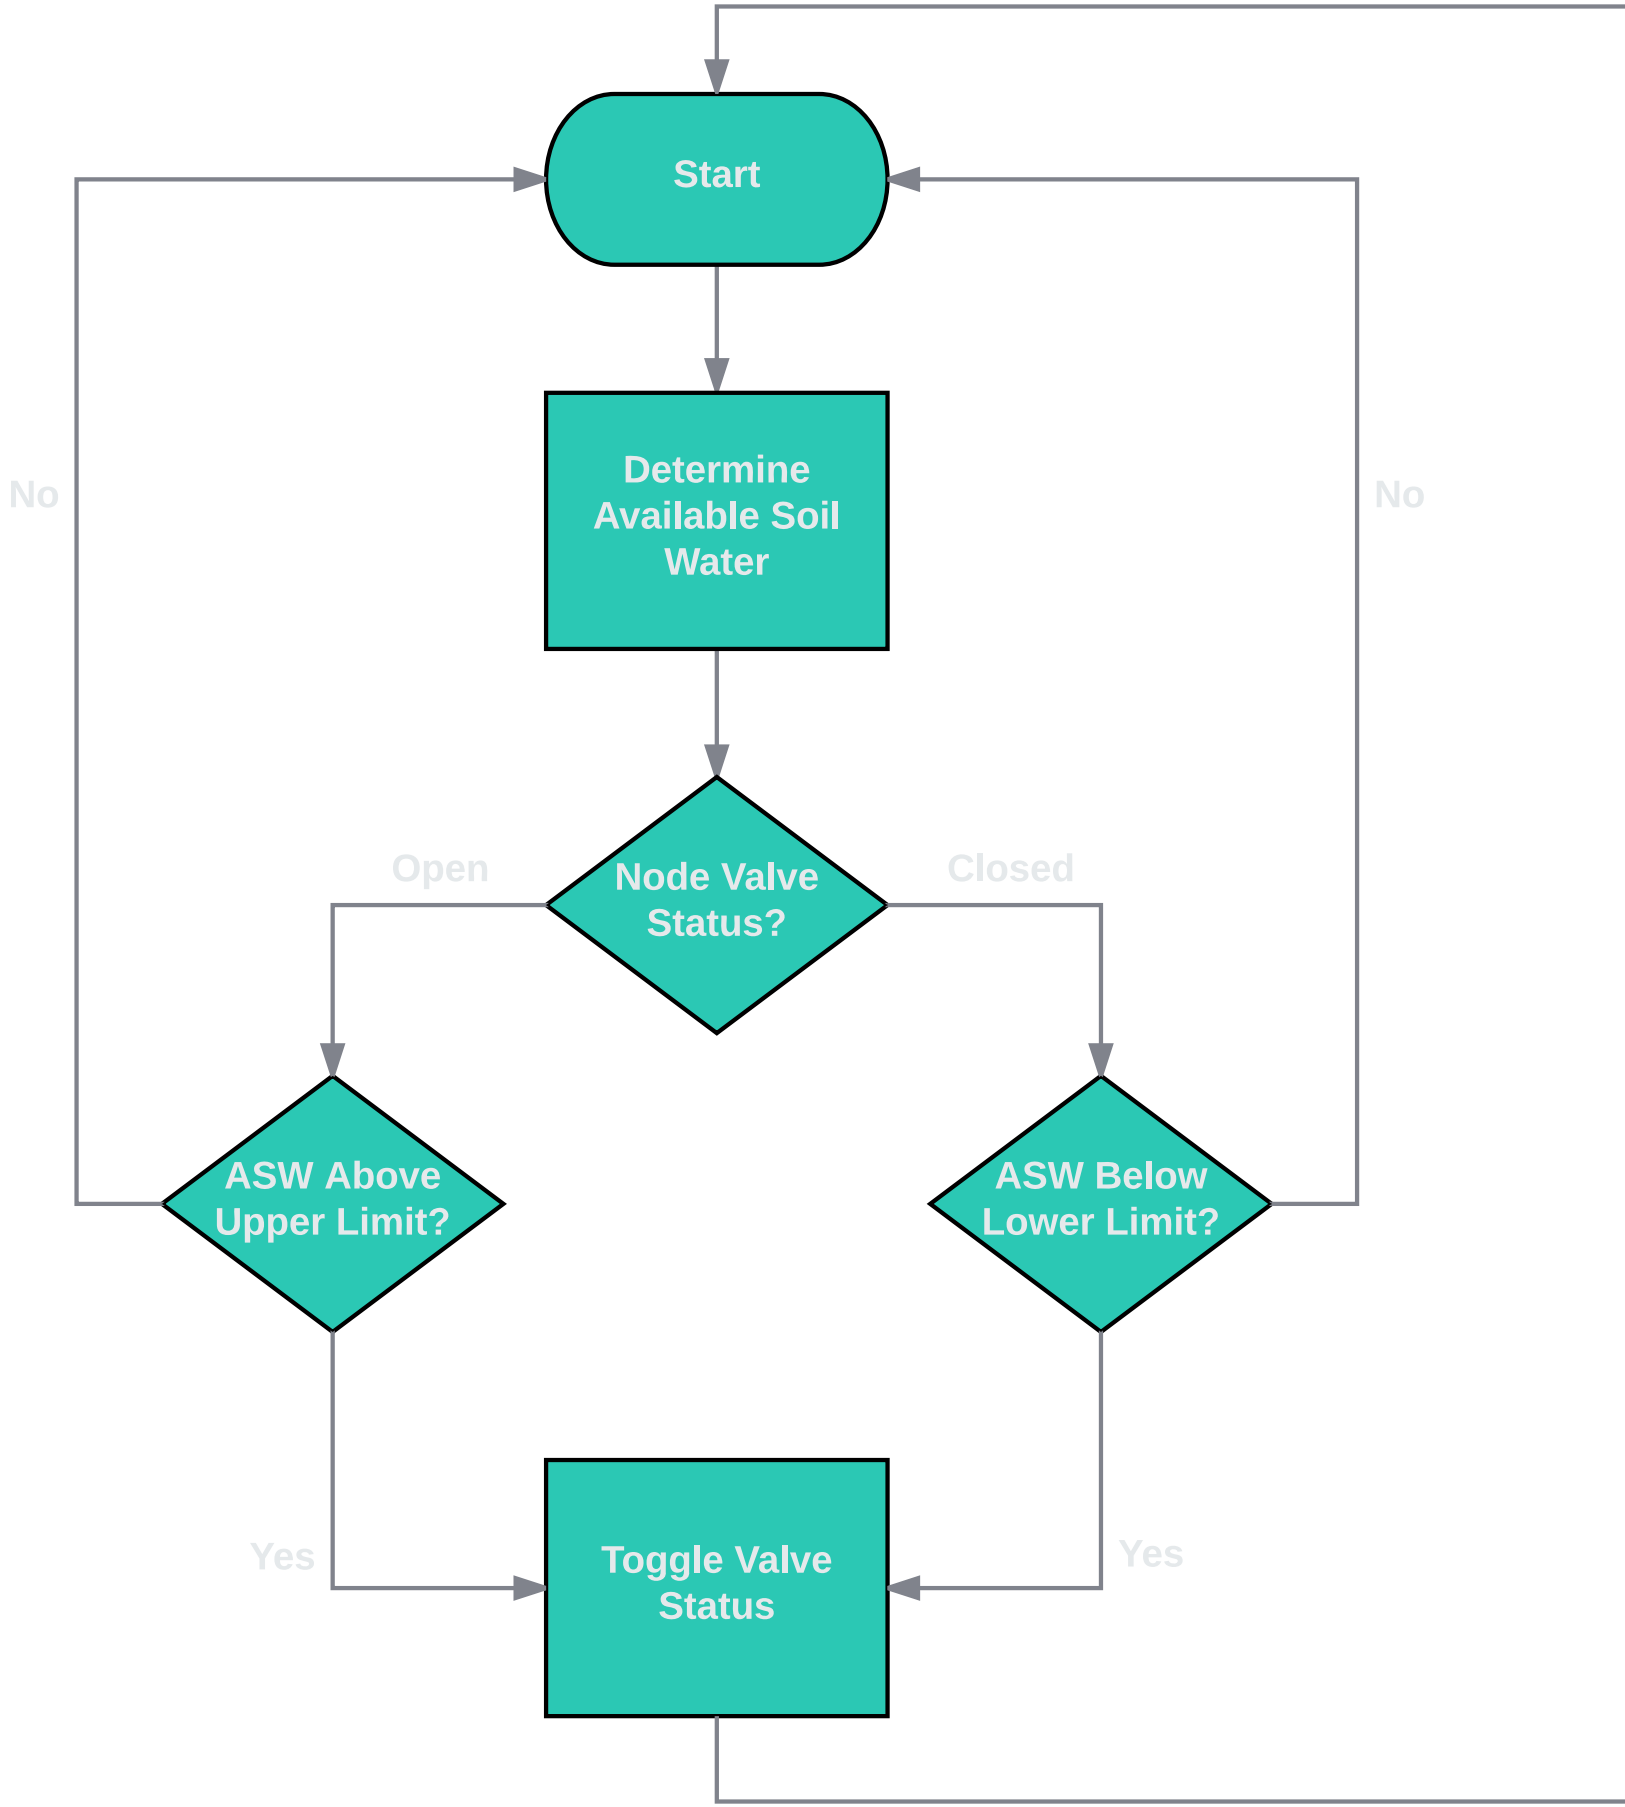 Start
No
No
Determine
Available Soil
Water
Open
Closed
Node Valve
Status?
ASW Above
Upper Limit?
ASW Below
Lower Limit?
Yes
Yes
Toggle Valve
Status